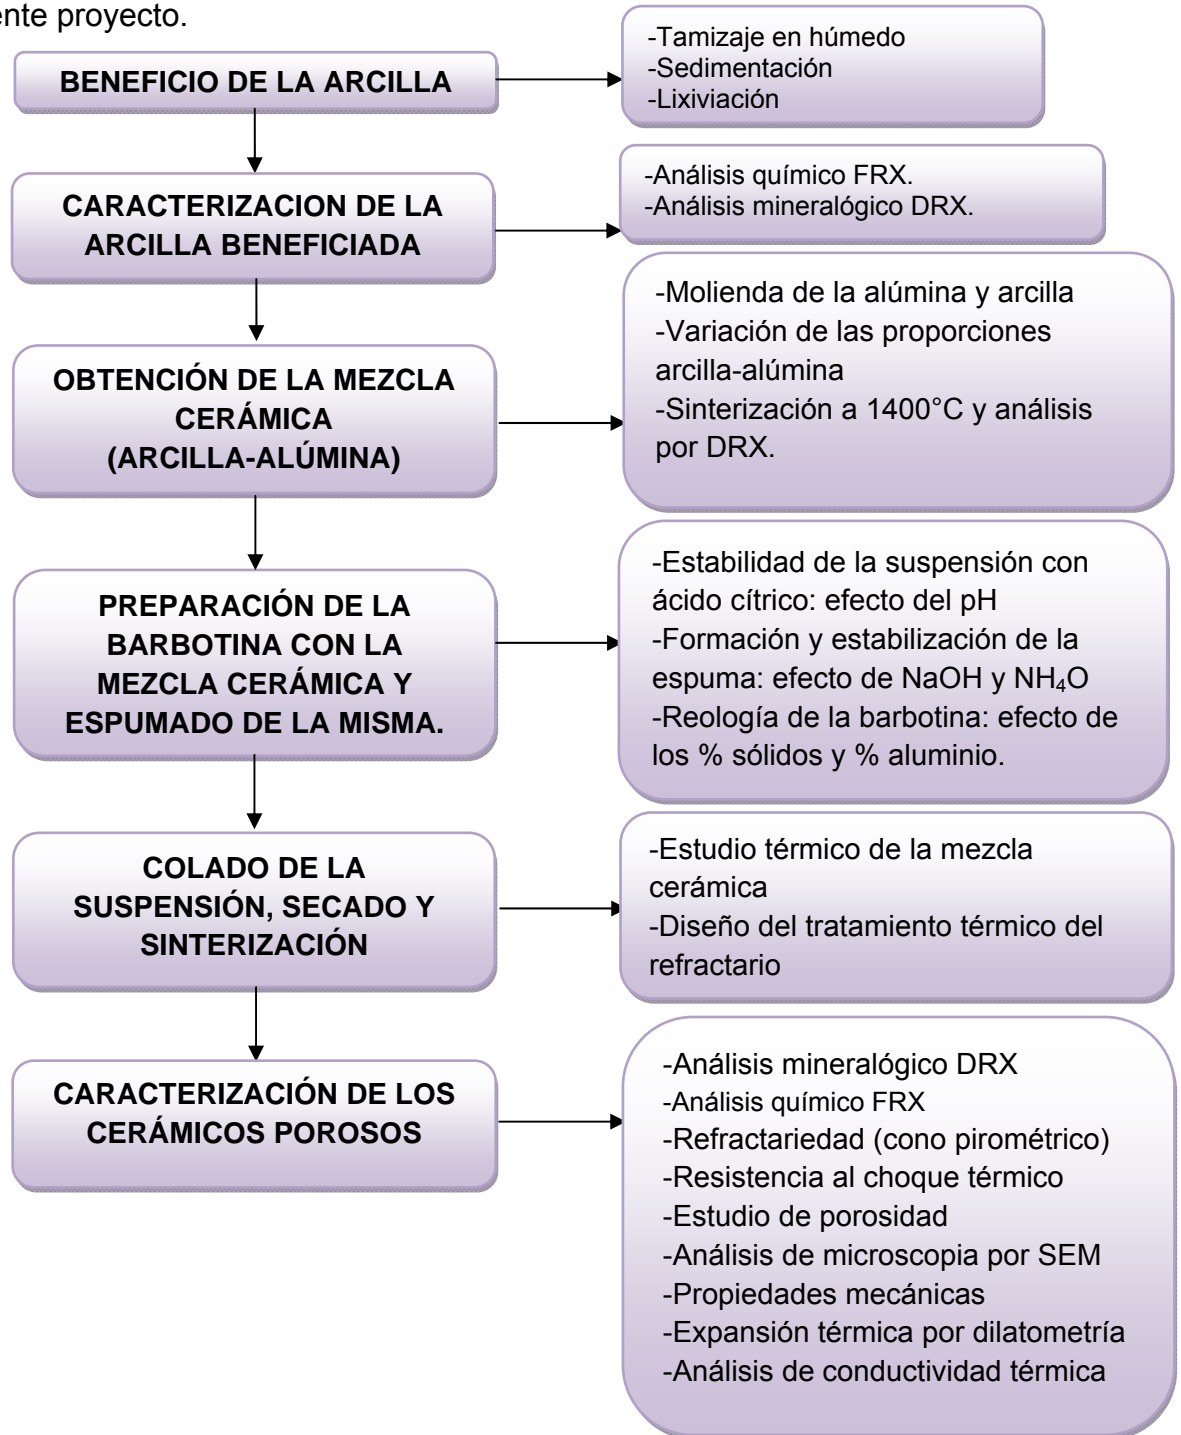 ente proyecto.
BENEFICIO DE LA ARCILLA
-Tamizaje en húmedo
-Sedimentación
-Lixiviación
CARACTERIZACION DE LA
ARCILLA BENEFICIADA
-Análisis químico FRX.
-Análisis mineralógico DRX.
OBTENCIÓN DE LA MEZCLA
CERÁMICA
(ARCILLA-ALÚMINA)
-Molienda de la alúmina y arcilla
-Variación de las proporciones
arcilla-alúmina
-Sinterización a 1400°C y análisis
por DRX.
PREPARACIÓN DE LA
BARBOTINA CON LA
MEZCLA CERÁMICA Y
ESPUMADO DE LA MISMA.
-Estabilidad de la suspensión con
ácido cítrico: efecto del pH
-Formación y estabilización de la
espuma: efecto de NaOH y NH₄O
-Reología de la barbotina: efecto de
los % sólidos y % aluminio.
COLADO DE LA
SUSPENSIÓN, SECADO Y
SINTERIZACIÓN
-Estudio térmico de la mezcla
cerámica
-Diseño del tratamiento térmico del
refractario
CARACTERIZACIÓN DE LOS
CERÁMICOS POROSOS
-Análisis mineralógico DRX
-Análisis químico FRX
-Refractariedad (cono pirométrico)
-Resistencia al choque térmico
-Estudio de porosidad
-Análisis de microscopia por SEM
-Propiedades mecánicas
-Expansión térmica por dilatometría
-Análisis de conductividad térmica